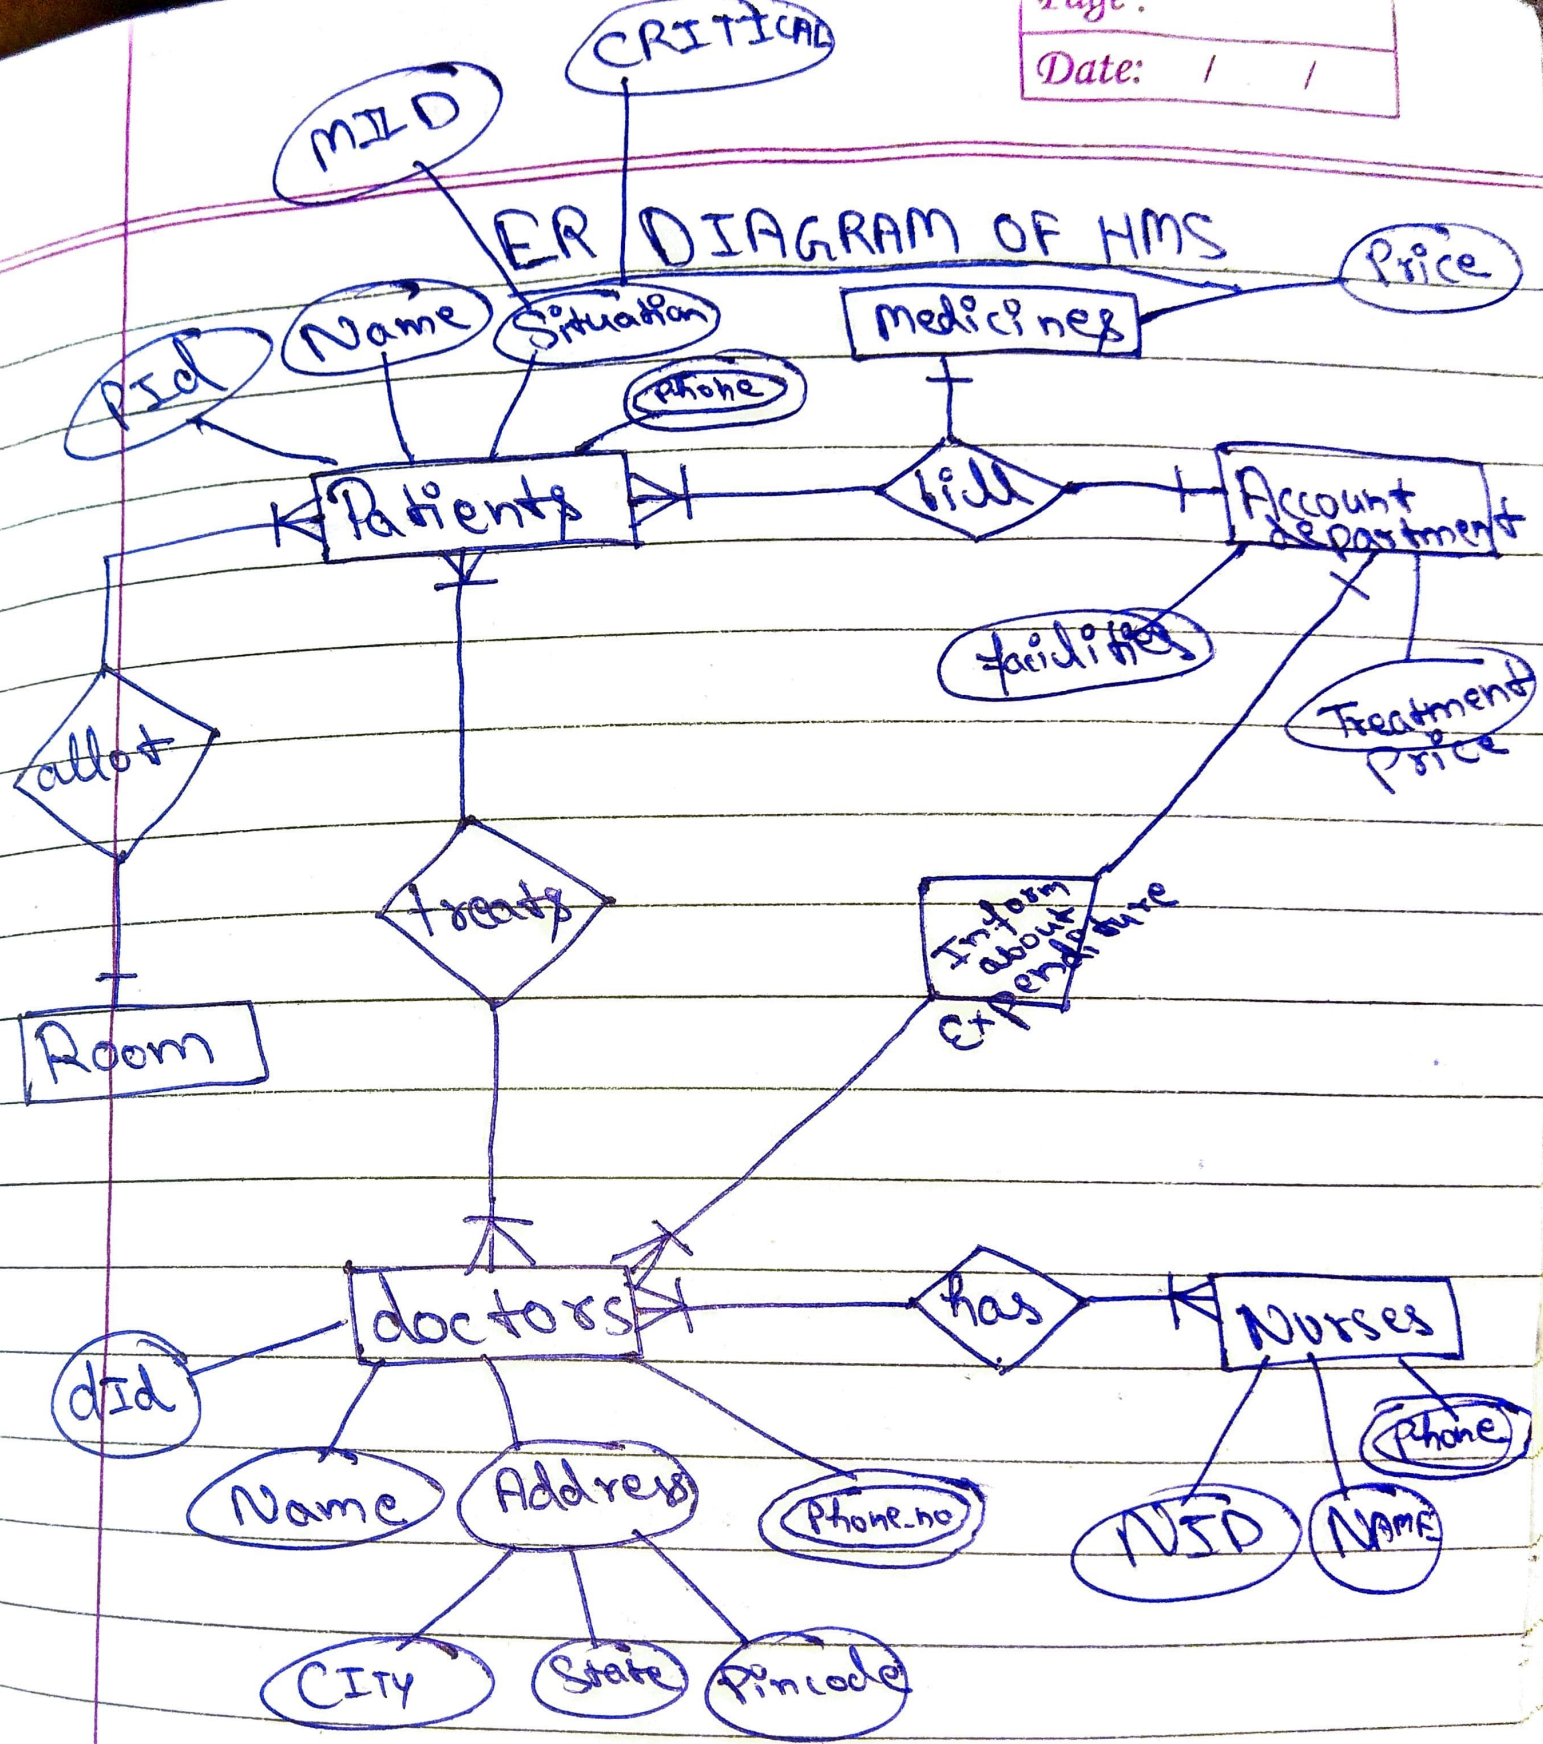 Page:
Date: / /
CRITICAL
MILD
ER DIAGRAM OF HMS
Price
Medicines
Name
Situation
PId
Phone
Patients
bill
Account
department
facilities
Treatment
Price
allot
treats
Inform
about
Expenditure
Room
doctors
has
Nurses
dId
Name
Address
Phone_no
Phone
NID
NAME
CITY
State
Pincode